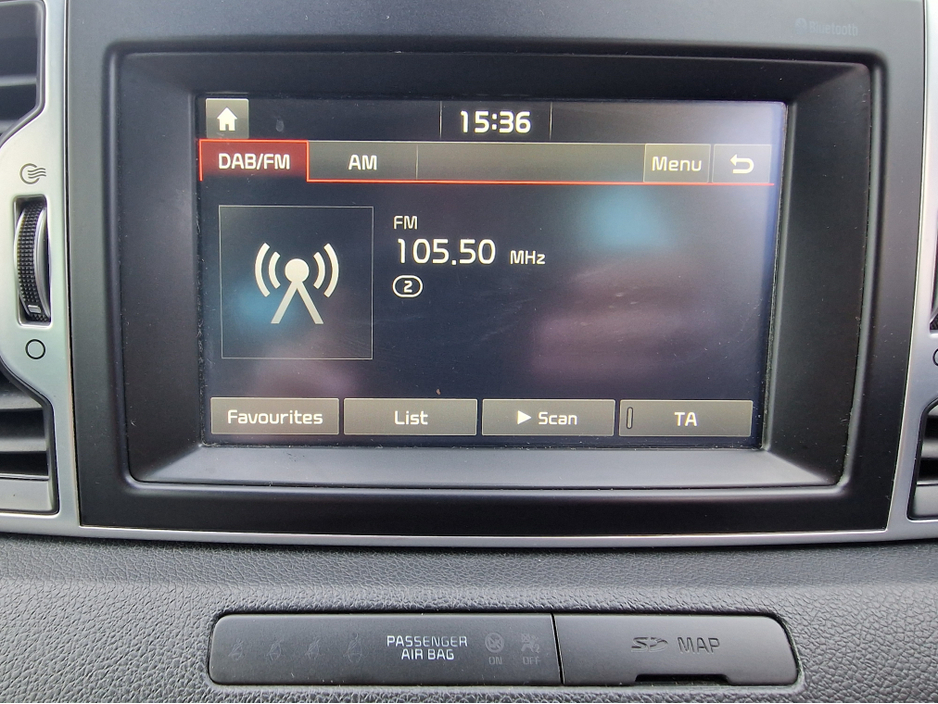 Bluetooth
15:36
DAB/FM AM Menu
FM
105.50 MHz
2
Favourites List Scan TA
PASSENGER
AIR BAG
ON OFF
SD MAP